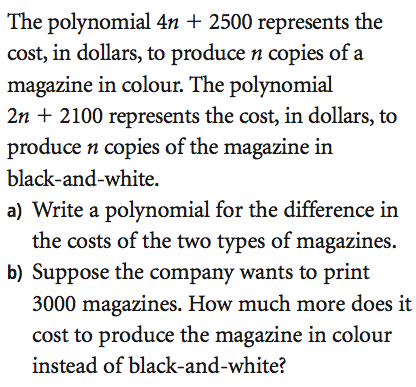 The polynomial 4n + 2500 represents the
cost, in dollars, to produce n copies of a
magazine in colour. The polynomial
2n + 2100 represents the cost, in dollars, to
produce n copies of the magazine in
black-and-white.
a) Write a polynomial for the difference in
the costs of the two types of magazines.
b) Suppose the company wants to print
3000 magazines. How much more does it
cost to produce the magazine in colour
instead of black-and-white?